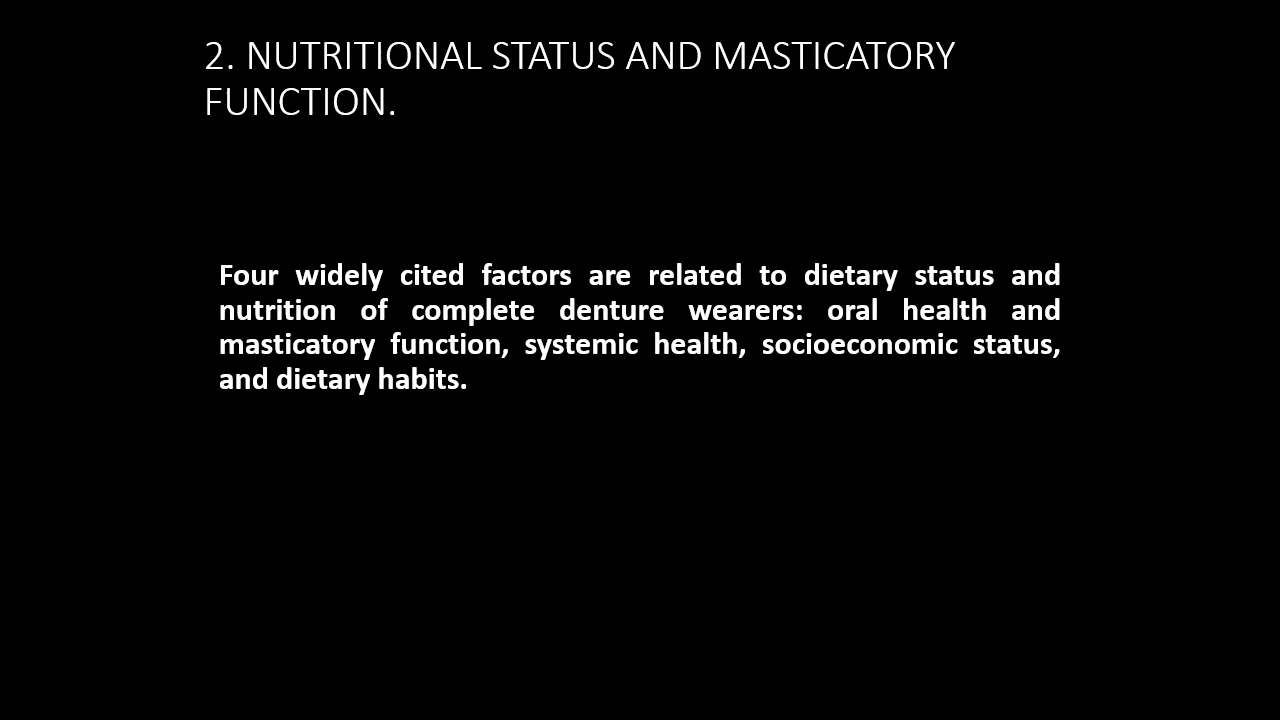 2. NUTRITIONAL STATUS AND MASTICATORY
FUNCTION.
Four widely cited factors are related to dietary status and
nutrition of complete denture wearers: oral health and
masticatory function, systemic health, socioeconomic status,
and dietary habits.